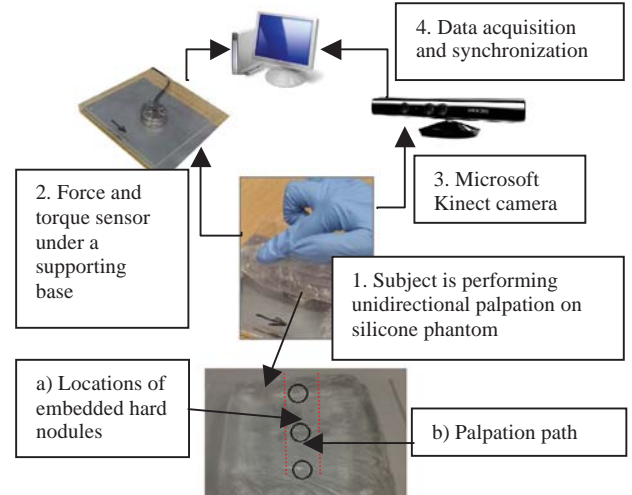 4. Data acquisition
and synchronization
2. Force and
torque sensor
under a
supporting
base
3. Microsoft
Kinect camera
1. Subject is performing
unidirectional palpation on
silicone phantom
a) Locations of
embedded hard
nodules
b) Palpation path